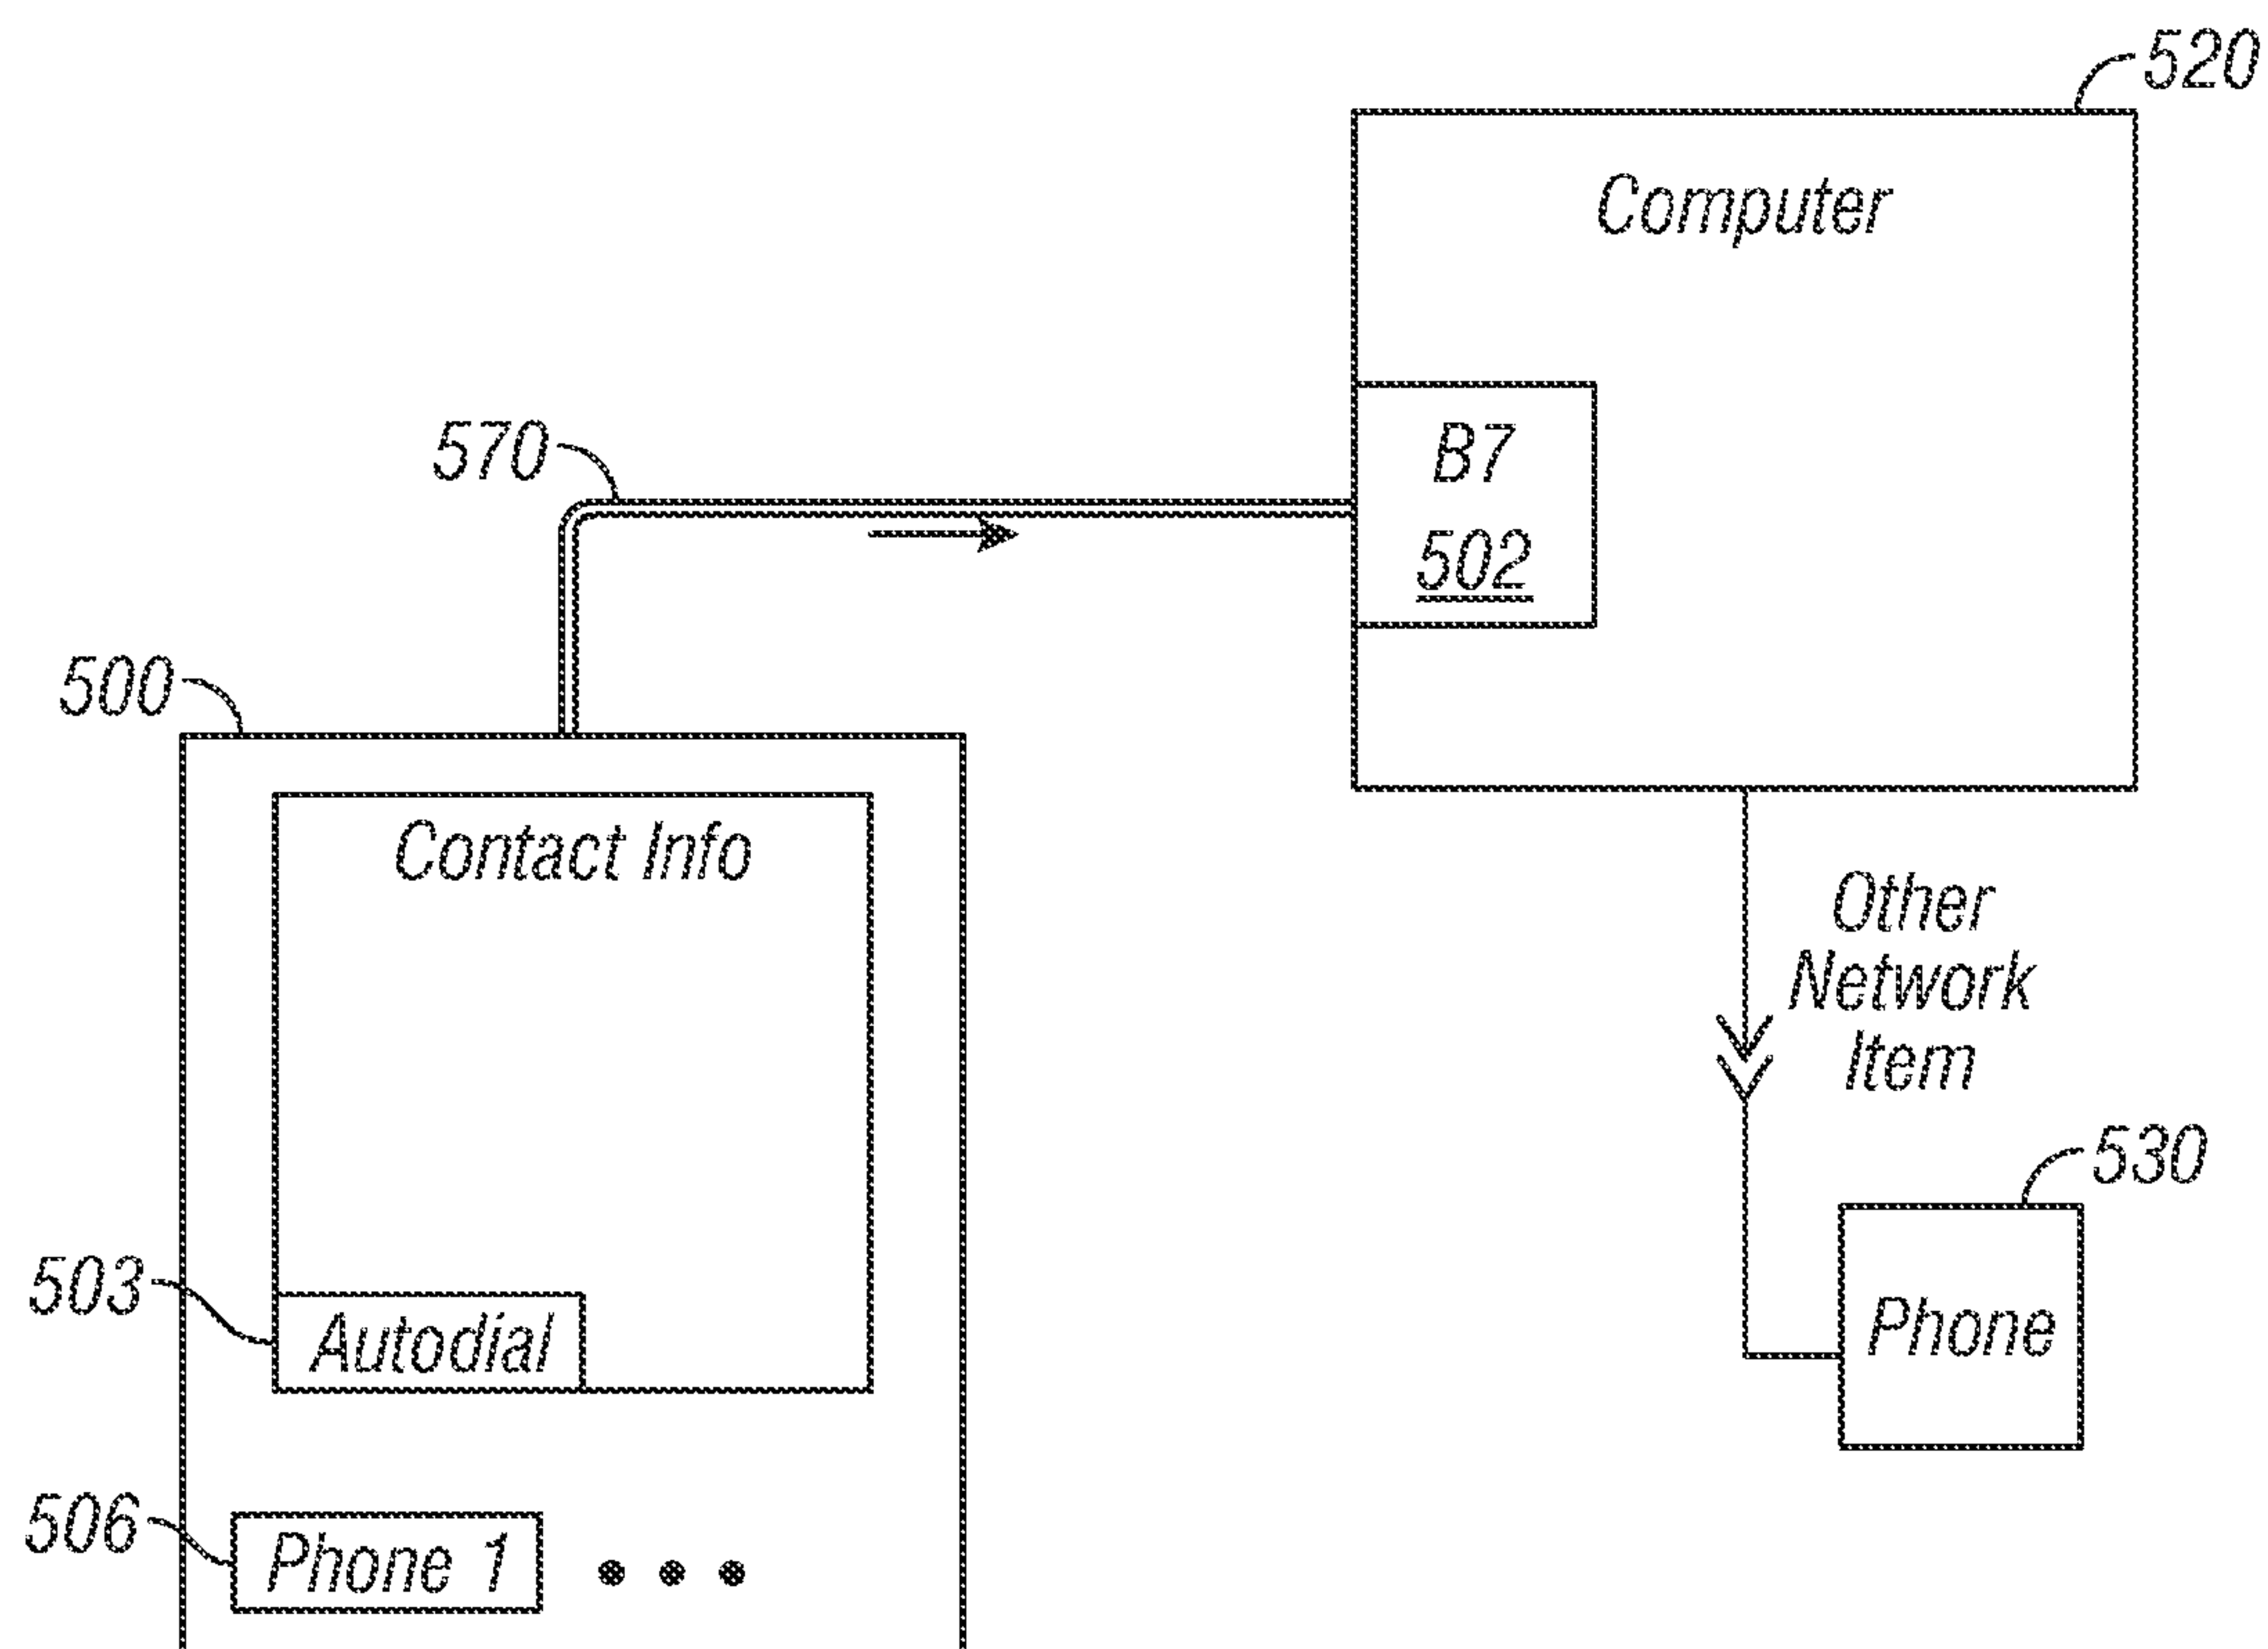 520
Computer
570
B7
502
500
Contact Info
Other
Network
Item
530
503
Autodial
Phone
506
Phone 1